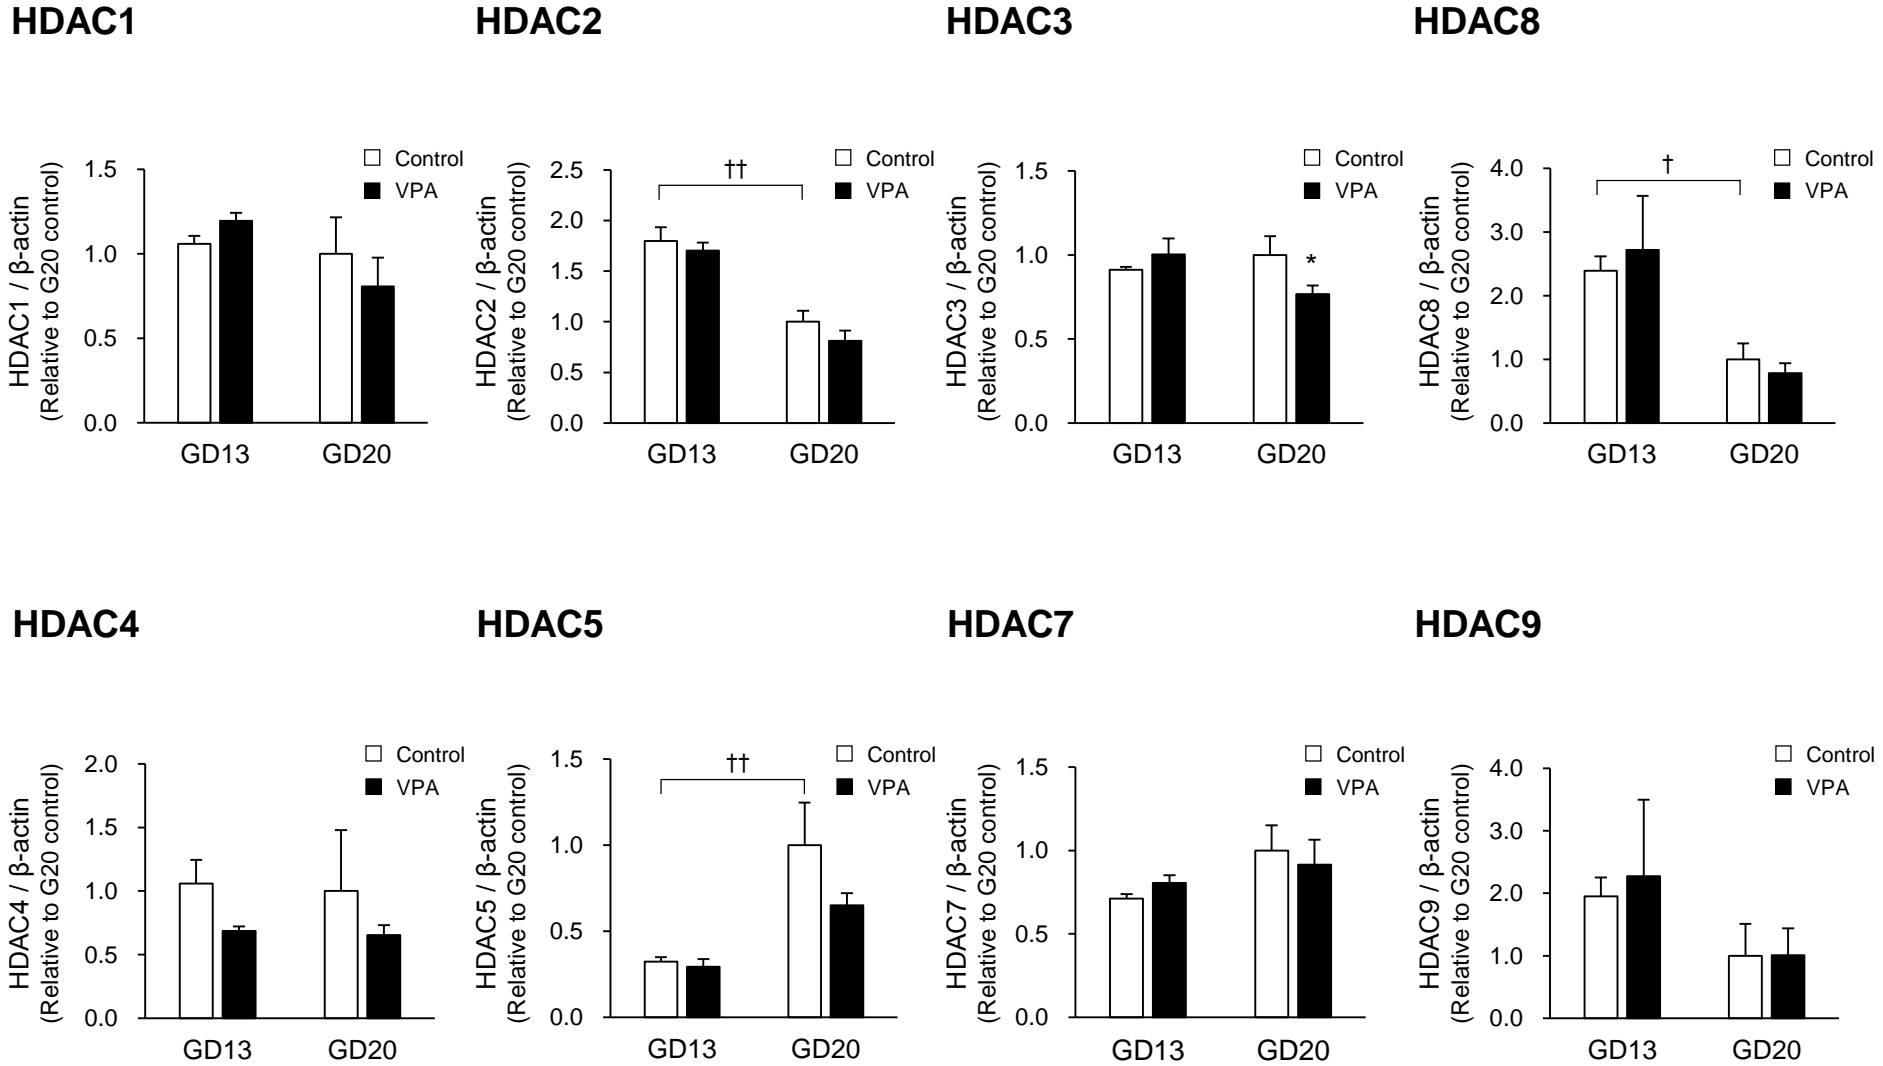 HDAC1
HDAC2
HDAC3
HDAC8
HDAC1 / β-actin
(Relative to G20 control)
1.5
1.0
0.5
0.0
Control
VPA
GD13
GD20
HDAC2 / β-actin
(Relative to G20 control)
2.5
2.0
1.5
1.0
0.5
0.0
††
Control
VPA
GD13
GD20
HDAC3 / β-actin
(Relative to G20 control)
1.5
1.0
0.5
0.0
*
Control
VPA
GD13
GD20
HDAC8 / β-actin
(Relative to G20 control)
4.0
3.0
2.0
1.0
0.0
†
Control
VPA
GD13
GD20
HDAC4
HDAC5
HDAC7
HDAC9
HDAC4 / β-actin
(Relative to G20 control)
2.0
1.5
1.0
0.5
0.0
Control
VPA
GD13
GD20
HDAC5 / β-actin
(Relative to G20 control)
1.5
1.0
0.5
0.0
††
Control
VPA
GD13
GD20
HDAC7 / β-actin
(Relative to G20 control)
1.5
1.0
0.5
0.0
Control
VPA
GD13
GD20
HDAC9 / β-actin
(Relative to G20 control)
4.0
3.0
2.0
1.0
0.0
Control
VPA
GD13
GD20